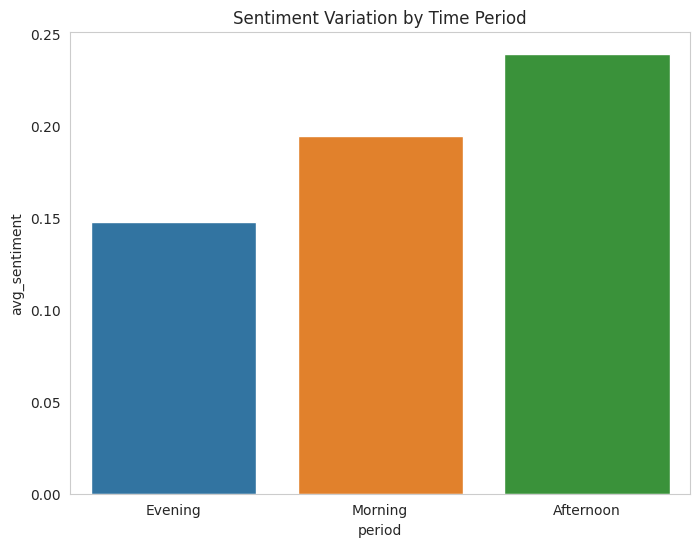 Sentiment Variation by Time Period
avg_sentiment
0.25
0.20
0.15
0.10
0.05
0.00
Evening Morning Afternoon
period